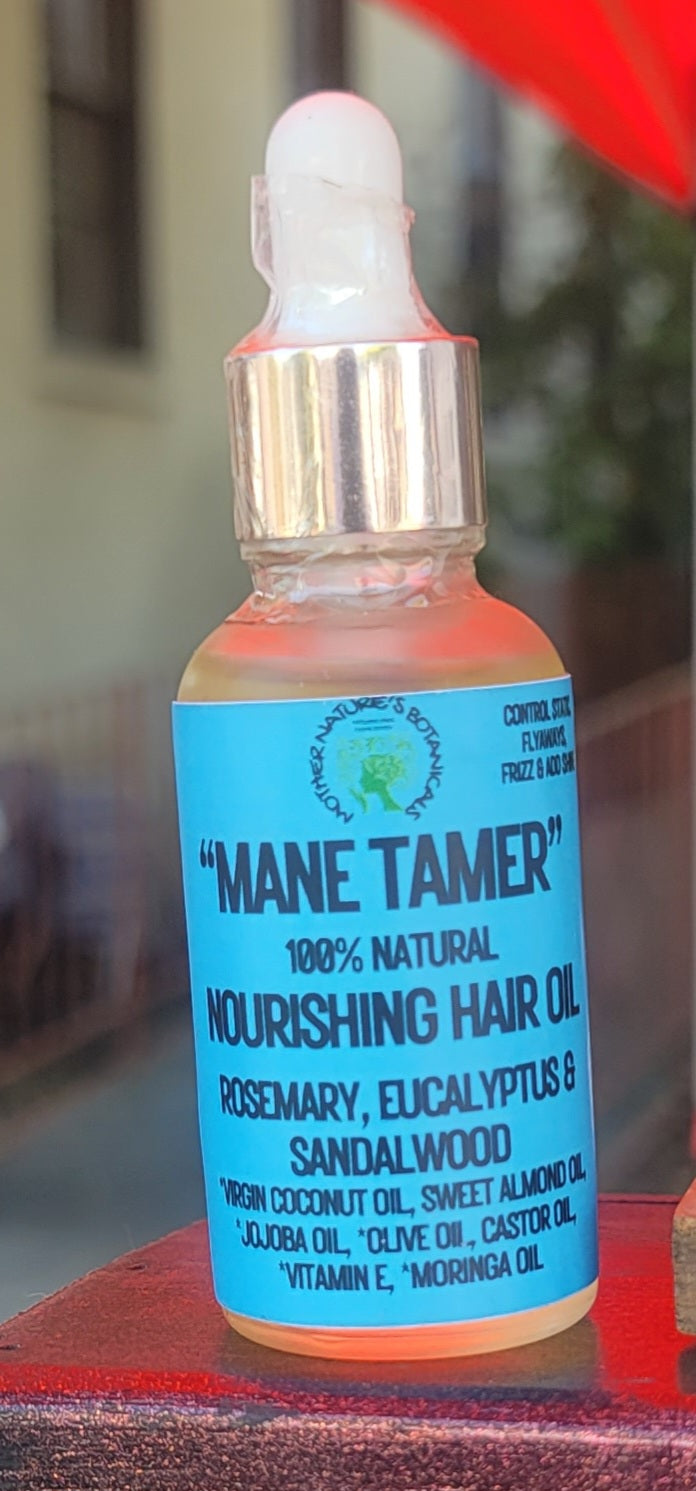 MOTHER NATURE'S BOTANICALS
CONTROL STATIC,
FLYAWAYS,
FRIZZ & ADD
"MANE TAMER"
100% NATURAL
NOURISHING HAIR OIL
ROSEMARY, EUCALYPTUS &
SANDALWOOD
*VIRGIN COCONUT OIL, SWEET ALMOND OIL,
*JOJOBA OIL, *OLIVE OIL, CASTOR OIL,
*VITAMIN E, *MORINGA OIL